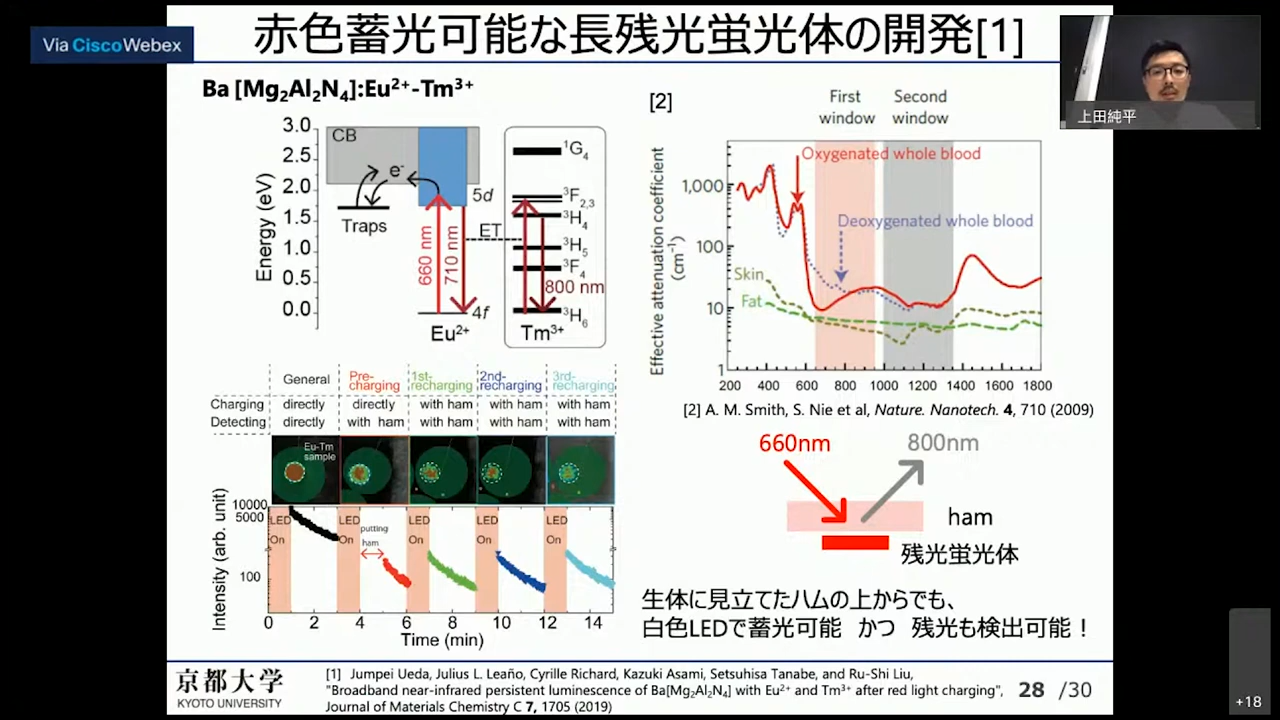 Via Cisco Webex
赤色蓄光可能な長残光蛍光体の開発[1]
上田純平
Ba [Mg₂Al₂N₄]:Eu²⁺-Tm³⁺
3.0
2.5
2.0
1.5
1.0
0.5
0.0
Energy (eV)
CB
e⁻
Traps
5d
660 nm
710 nm
ET
4f
Eu²⁺
¹G₄
³F₂,₃
³H₄
³H₅
³F₄
800 nm
³H₆
Tm³⁺
[2]
First window
Second window
Oxygenated whole blood
Deoxygenated whole blood
Skin
Fat
Effective attenuation coefficient (cm⁻¹)
1,000
100
10
1
200 400 600 800 1000 1200 1400 1600 1800
[2] A. M. Smith, S. Nie et al, Nature. Nanotech. 4, 710 (2009)
General
Pre-charging
1st-recharging
2nd-recharging
3rd-recharging
Charging directly directly with ham with ham with ham
Detecting directly with ham with ham with ham with ham
Eu-Tm sample
Intensity (arb. unit)
10000
5000
100
LED On
LED On
putting ham
LED On
LED On
LED On
0 2 4 6 8 10 12 14
Time (min)
660nm
800nm
ham
残光蛍光体
生体に見立てたハムの上からでも、
白色LEDで蓄光可能 かつ 残光も検出可能！
京都大学
KYOTO UNIVERSITY
[1] Jumpei Ueda, Julius L. Leaño, Cyrille Richard, Kazuki Asami, Setsuhisa Tanabe, and Ru-Shi Liu,
"Broadband near-infrared persistent luminescence of Ba[Mg₂Al₂N₄] with Eu²⁺ and Tm³⁺ after red light charging",
Journal of Materials Chemistry C 7, 1705 (2019)
28 /30
+18